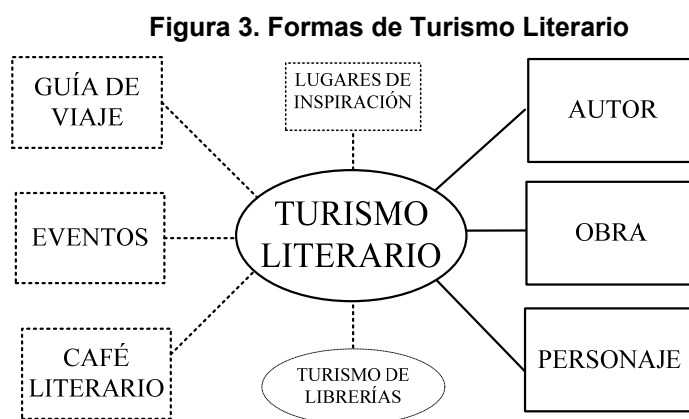 Figura 3. Formas de Turismo Literario
GUÍA DE
VIAJE
LUGARES DE
INSPIRACIÓN
AUTOR
EVENTOS
TURISMO
LITERARIO
OBRA
CAFÉ
LITERARIO
TURISMO DE
LIBRERÍAS
PERSONAJE